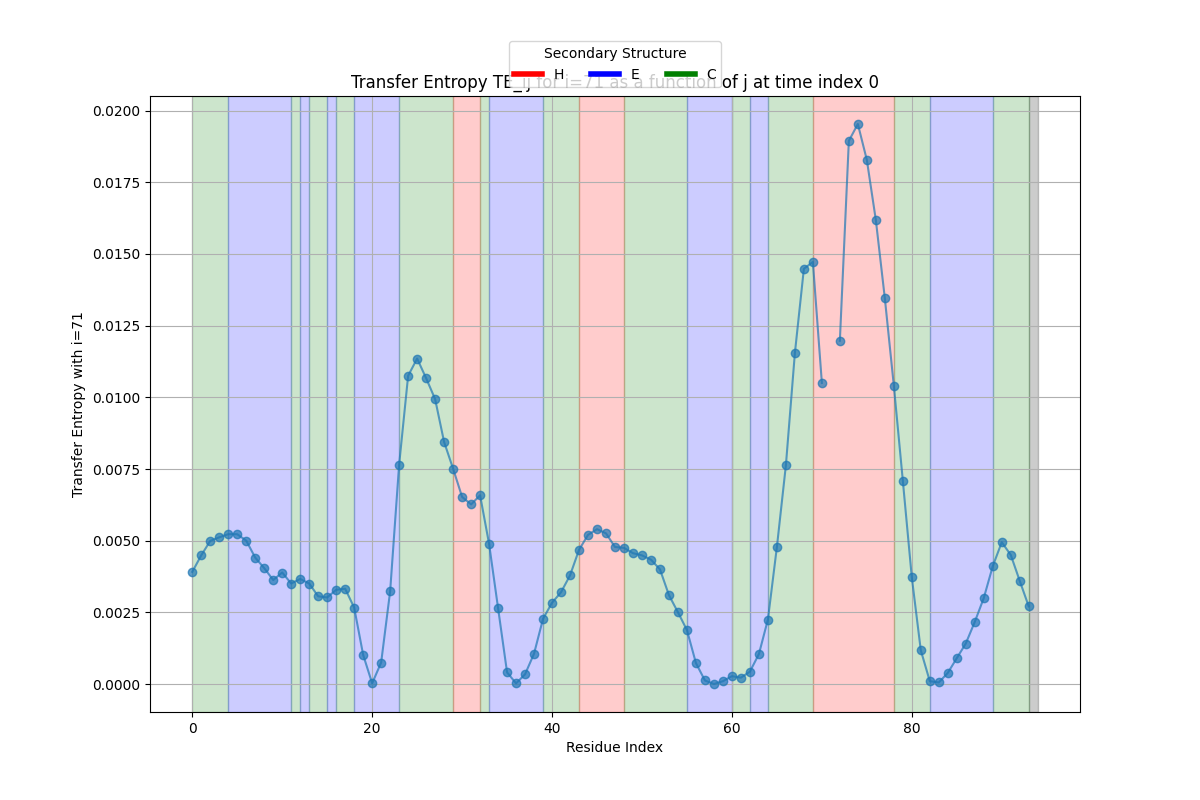 Secondary Structure
H E C
Transfer Entropy TE_ij for i=71 as a function of j at time index 0
0.0200
0.0175
0.0150
0.0125
0.0100
0.0075
0.0050
0.0025
0.0000
Transfer Entropy with i=71
0 20 40 60 80
Residue Index